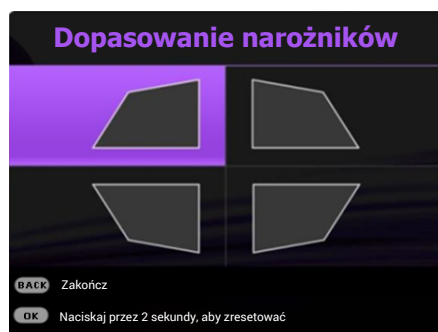 Dopasowanie narożników
BACK Zakończ
OK Naciskaj przez 2 sekundy, aby zresetować